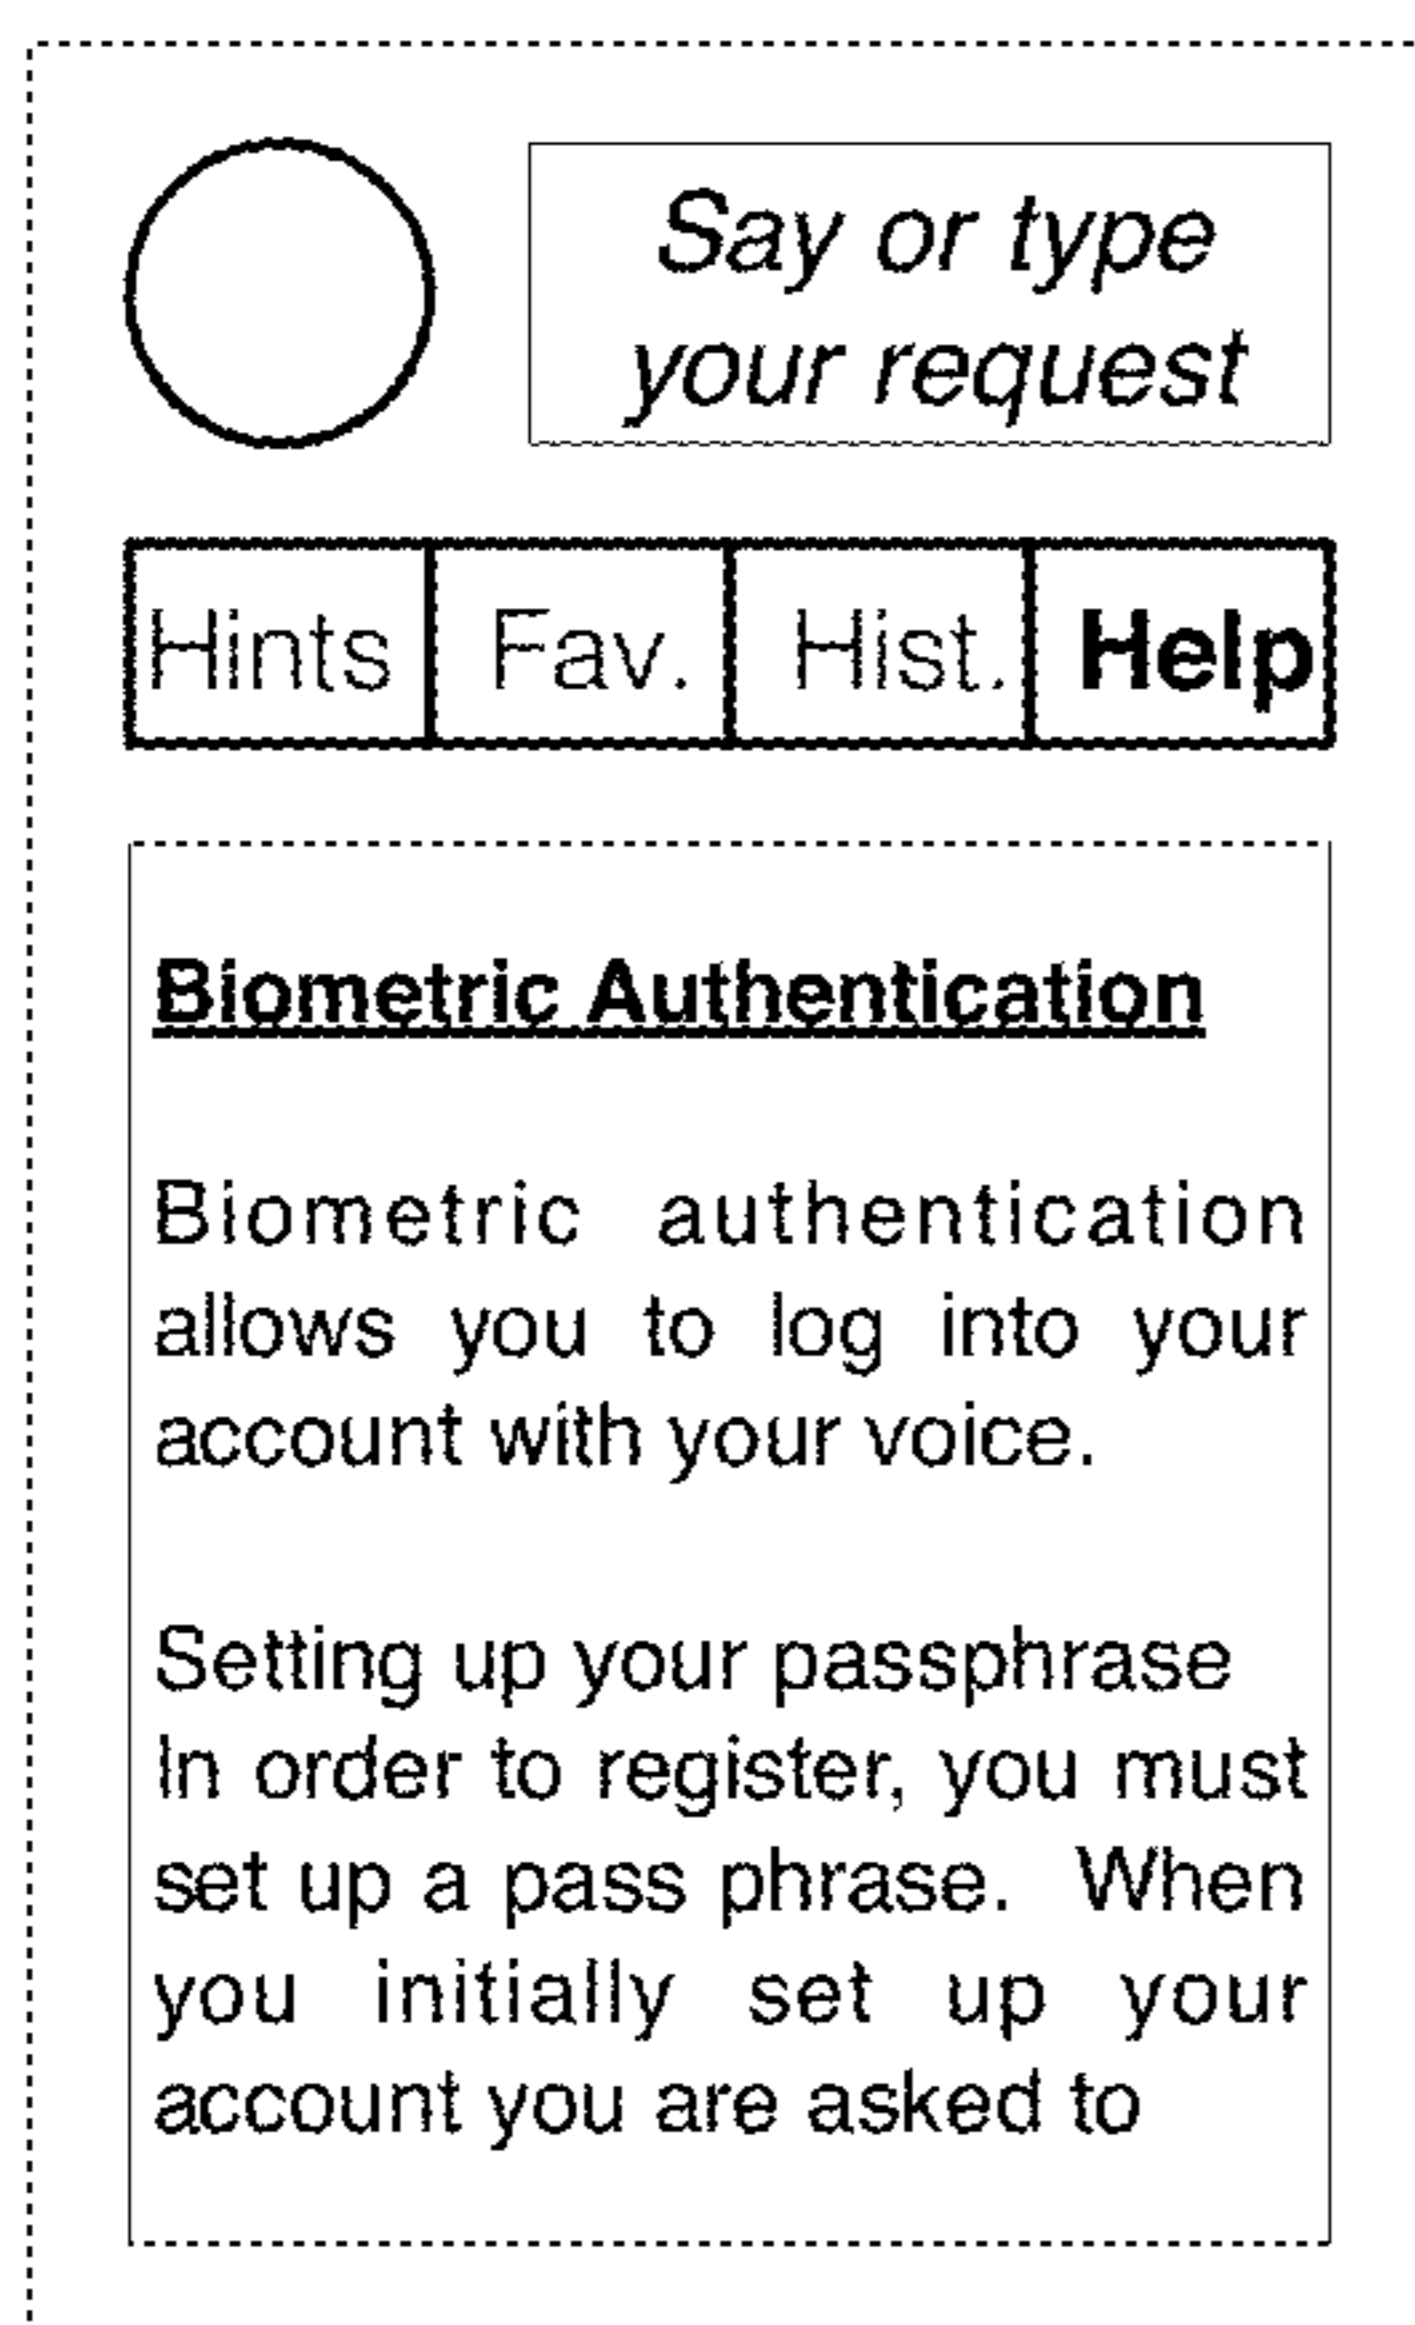 Say or type
your request
Hints Fav. Hist. Help
Biometric Authentication
Biometric authentication
allows you to log into your
account with your voice.
Setting up your passphrase
In order to register, you must
set up a pass phrase. When
you initially set up your
account you are asked to